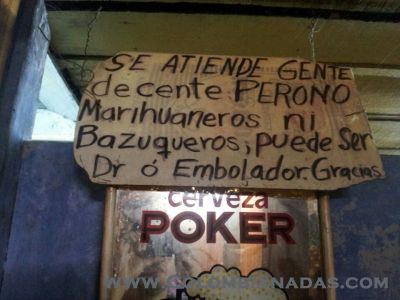 SE ATIENDE GENTE
decente PERONO
Marihuaneros ni
Bazuqueros; puede Ser
Dr ó Embolador. Gracias
cerveza
POKER
WWW.COLOMBIANADAS.COM